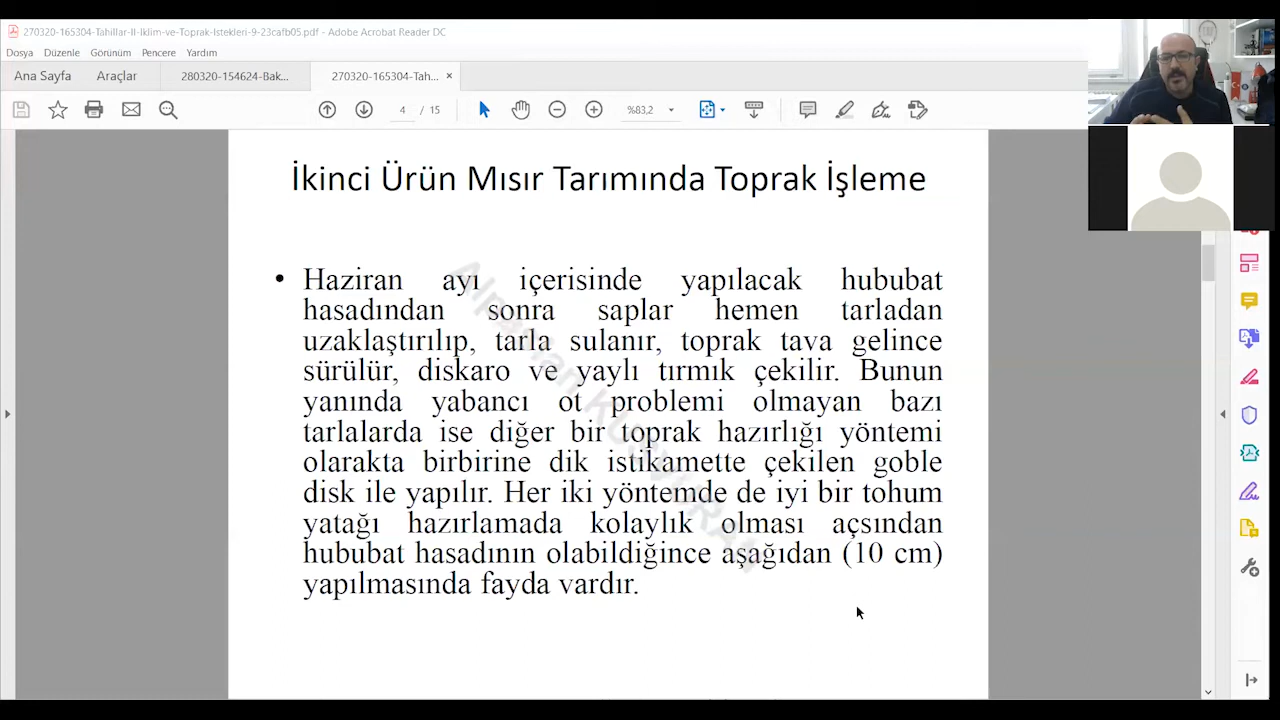 270320-165304-Tahillar-II-Iklim-ve-Toprak-Istekleri-9-23cafb05.pdf - Adobe Acrobat Reader DC
Dosya Düzenle Görünüm Pencere Yardım
Ana Sayfa Araçlar 280320-154624-Bak... 270320-165304-Tah... ×
4 / 15 %83,2
İkinci Ürün Mısır Tarımında Toprak İşleme
• Haziran ayı içerisinde yapılacak hububat
hasadından sonra saplar hemen tarladan
uzaklaştırılıp, tarla sulanır, toprak tava gelince
sürülür, diskaro ve yaylı tırmık çekilir. Bunun
yanında yabancı ot problemi olmayan bazı
tarlalarda ise diğer bir toprak hazırlığı yöntemi
olarakta birbirine dik istikamette çekilen goble
disk ile yapılır. Her iki yöntemde de iyi bir tohum
yatağı hazırlamada kolaylık olması açsından
hububat hasadının olabildiğince aşağıdan (10 cm)
yapılmasında fayda vardır.